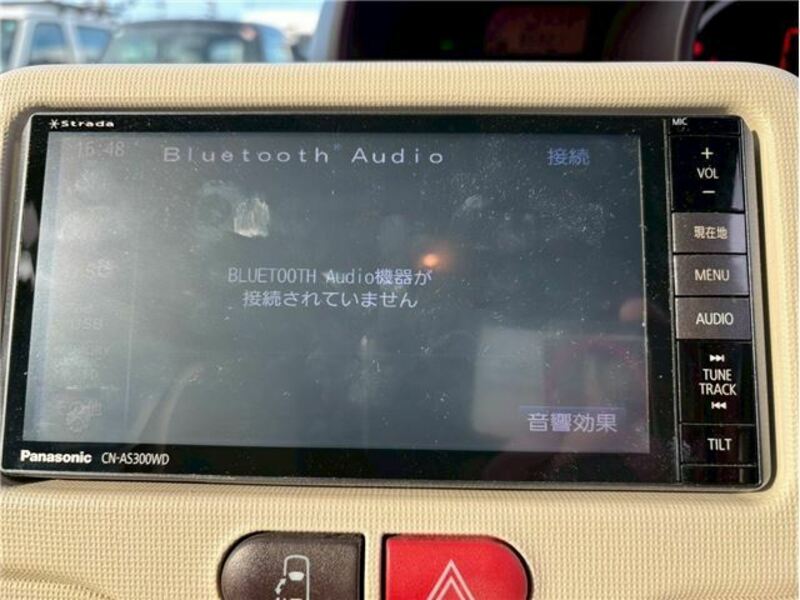 Strada
16:48
Bluetooth® Audio
接続
BLUETOOTH Audio機器が
接続されていません
音響効果
MIC
+
VOL
−
現在地
MENU
AUDIO
TUNE
TRACK
TILT
Panasonic CN-AS300WD